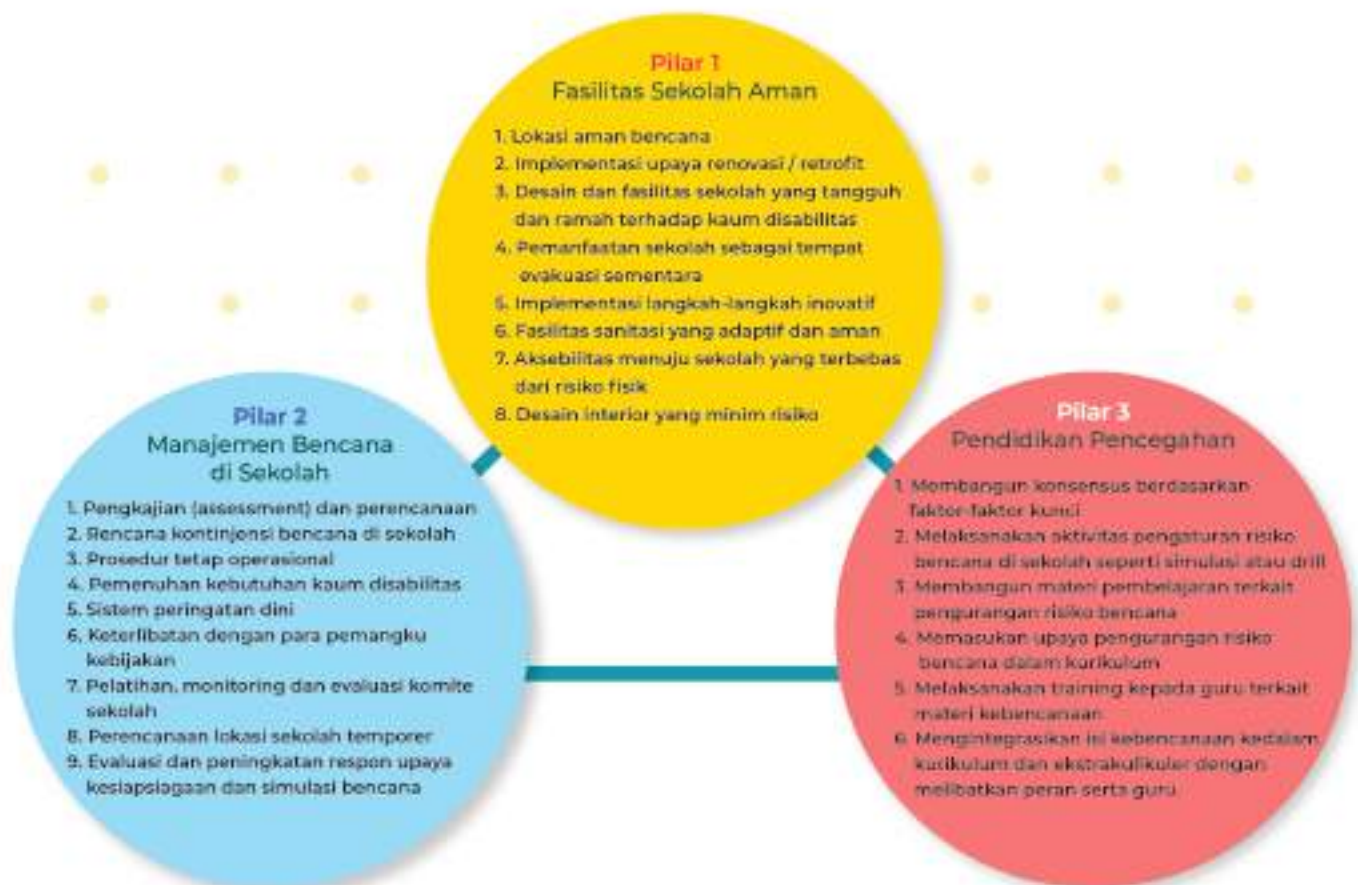 Pilar 1
Fasilitas Sekolah Aman
1. Lokasi aman bencana
2. Implementasi upaya renovasi / retrofit
3. Desain dan fasilitas sekolah yang tangguh
dan ramah terhadap kaum disabilitas
4. Pemanfaatan sekolah sebagai tempat
evakuasi sementara
5. Implementasi langkah-langkah inovatif
6. Fasilitas sanitasi yang adaptif dan aman
7. Aksebilitas menuju sekolah yang terbebas
dari risiko fisik
8. Desain interior yang minim risiko
Pilar 2
Manajemen Bencana
di Sekolah
1. Pengkajian (assessment) dan perencanaan
2. Rencana kontinjensi bencana di sekolah
3. Prosedur tetap operasional
4. Pemenuhan kebutuhan kaum disabilitas
5. Sistem peringatan dini
6. Keterlibatan dengan para pemangku
kebijakan
7. Pelatihan, monitoring dan evaluasi komite
sekolah
8. Perencanaan lokasi sekolah temporer
9. Evaluasi dan peningkatan respon upaya
kesiapsiagaan dan simulasi bencana
Pilar 3
Pendidikan Pencegahan
1. Membangun konsensus berdasarkan
faktor-faktor kunci
2. Melaksanakan aktivitas pengaturan risiko
bencana di sekolah seperti simulasi atau drill
3. Membangun materi pembelajaran terkait
pengurangan risiko bencana
4. Memasukan upaya pengurangan risiko
bencana dalam kurikulum
5. Melaksanakan training kepada guru terkait
materi kebencanaan
6. Mengintegrasikan isi kebencanaan kedalam
kurikulum dan ekstrakulikuler dengan
melibatkan peran serta guru